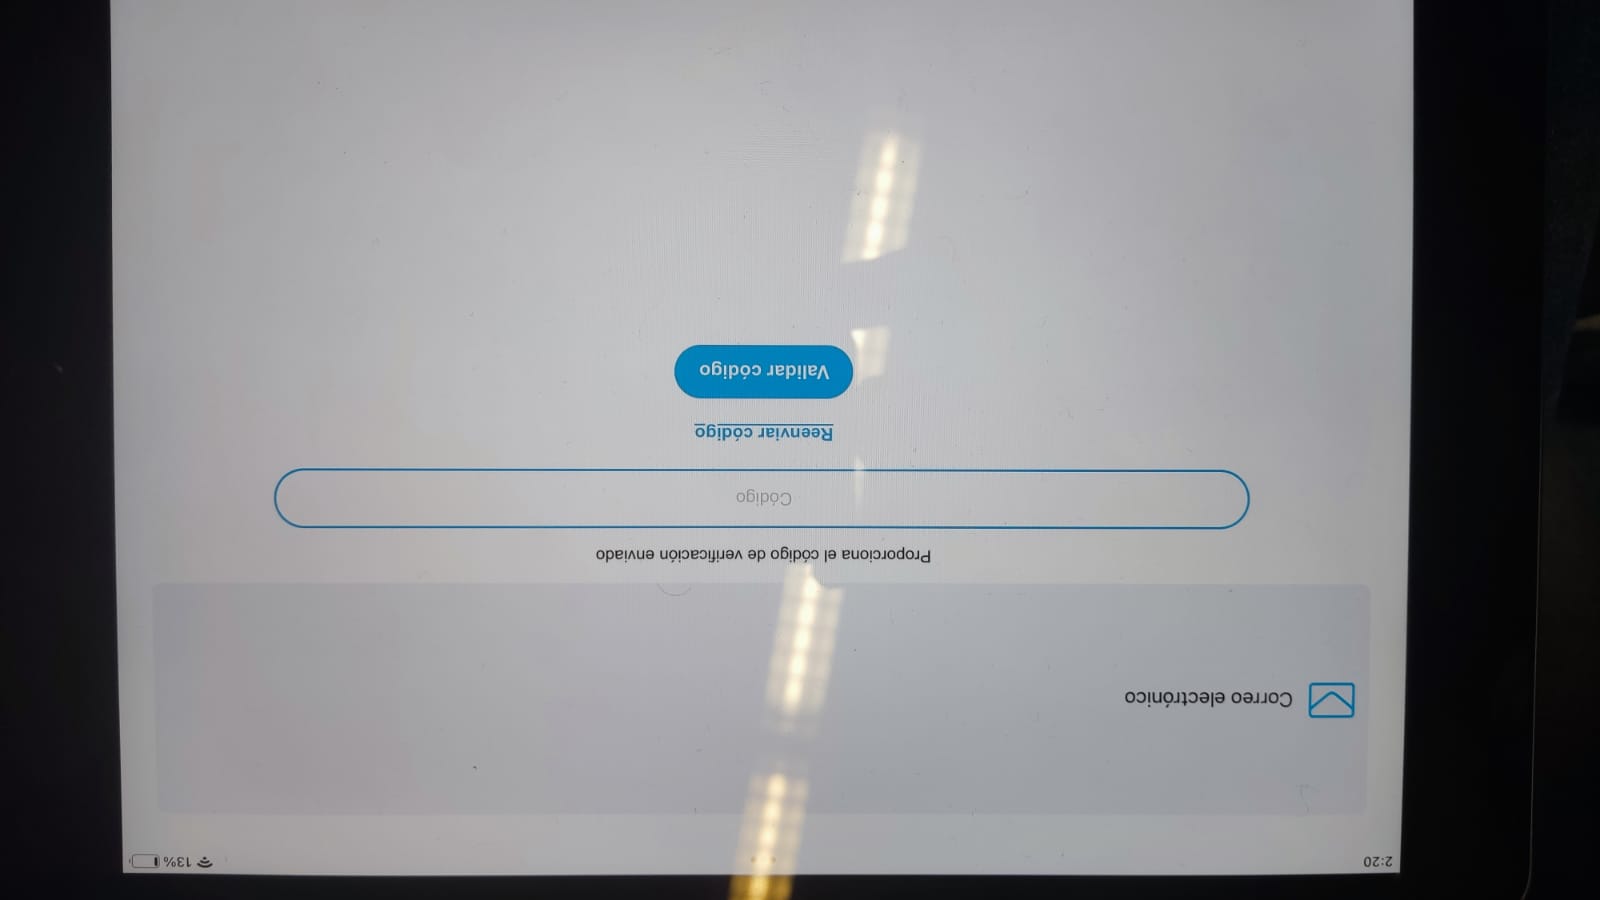 2:20
13%
Correo electrónico
Proporciona el código de verificación enviado
Código
Reenviar código
Validar código